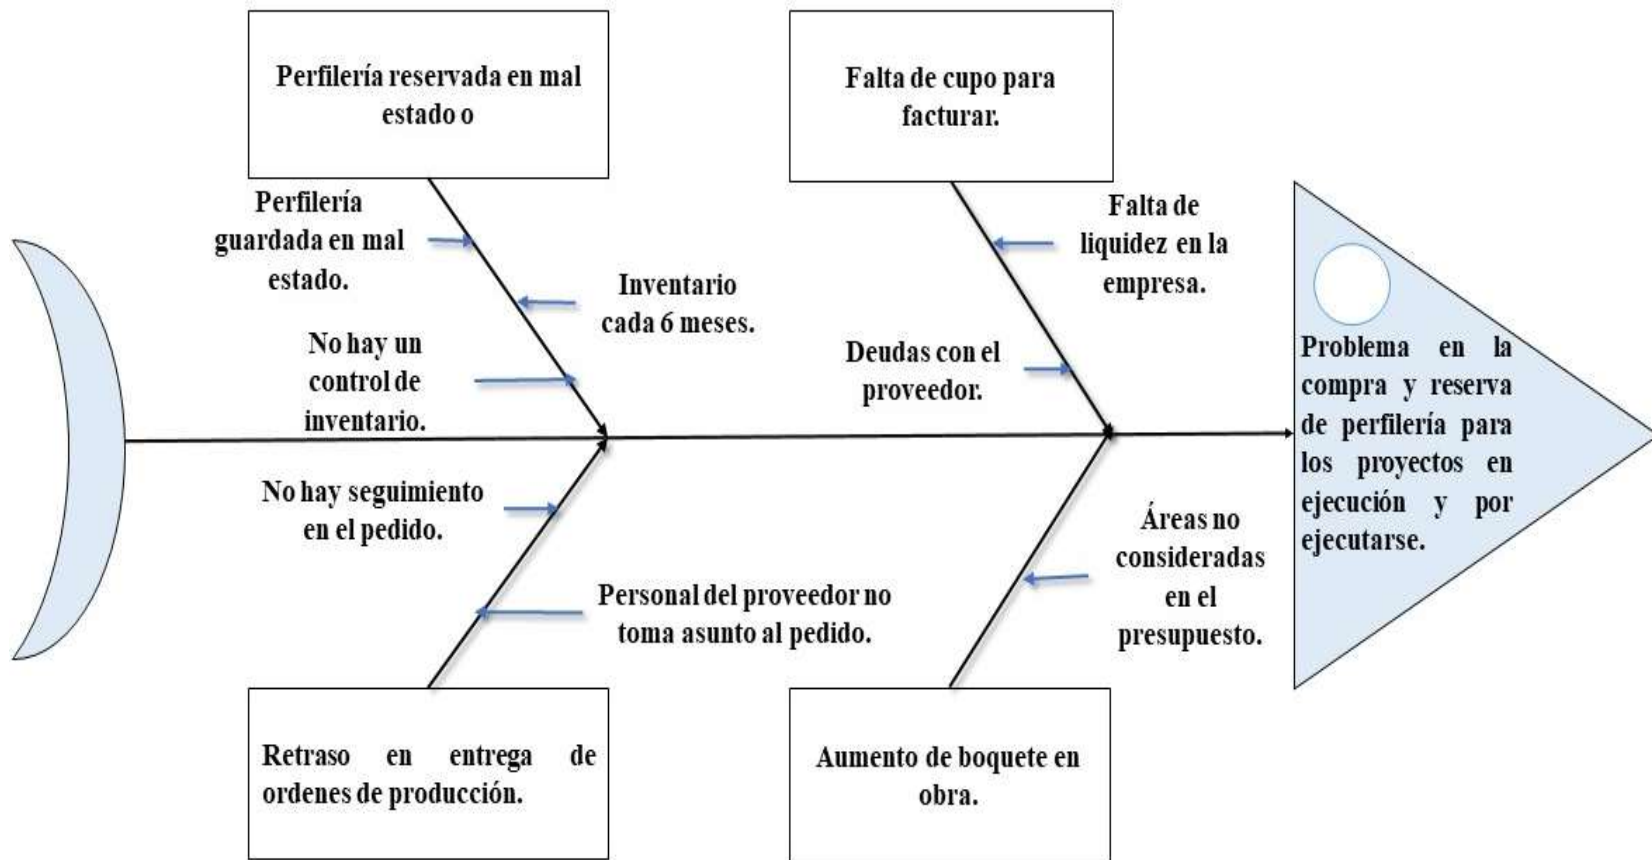 Perfilería reservada en mal
estado o
Falta de cupo para
facturar.
Perfilería
guardada en mal
estado.
Inventario
cada 6 meses.
No hay un
control de
inventario.
Falta de
liquidez en la
empresa.
Deudas con el
proveedor.
Problema en la
compra y reserva
de perfilería para
los proyectos en
ejecución y por
ejecutarse.
No hay seguimiento
en el pedido.
Personal del proveedor no
toma asunto al pedido.
Áreas no
consideradas
en el
presupuesto.
Retraso en entrega de
ordenes de producción.
Aumento de boquete en
obra.